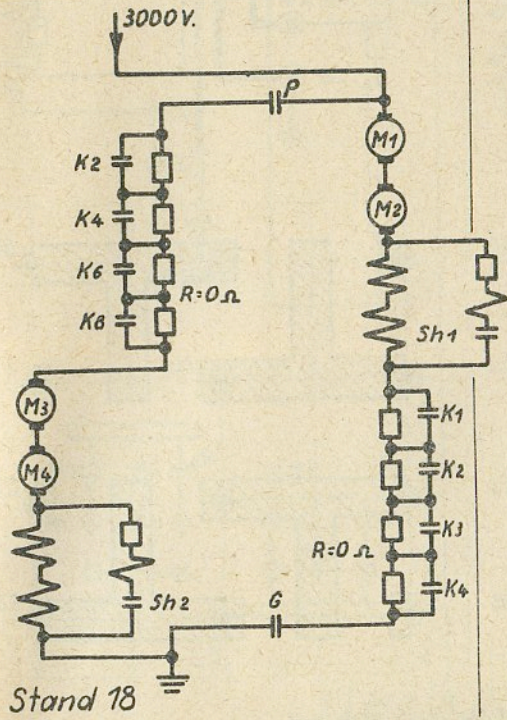 3000V.
P
M1
K2
M2
K4
K6
R=0Ω
Sh1
K8
M3
K1
M4
K2
K3
R=0Ω
Sh2
G
K4
Stand 18